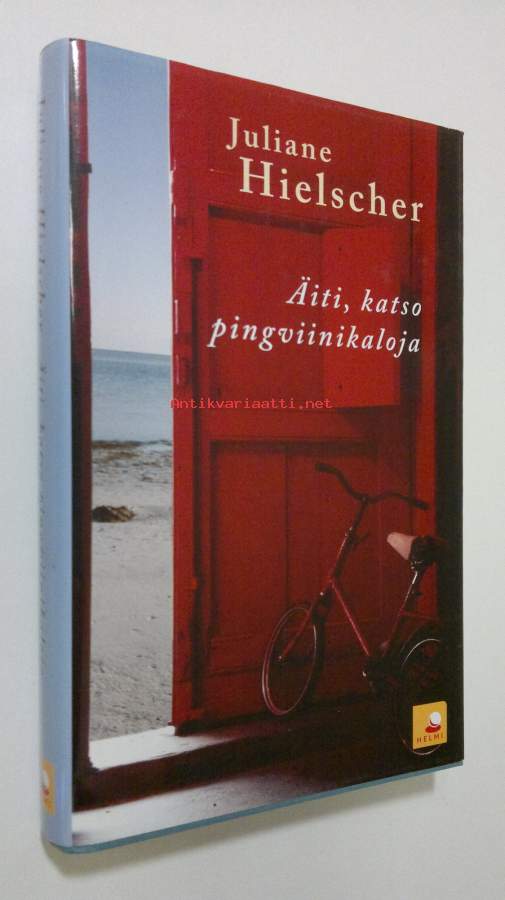 Juliane
Hielscher
Äiti, katso
pingviinikaloja
Antikvariaatti.net
HELMI